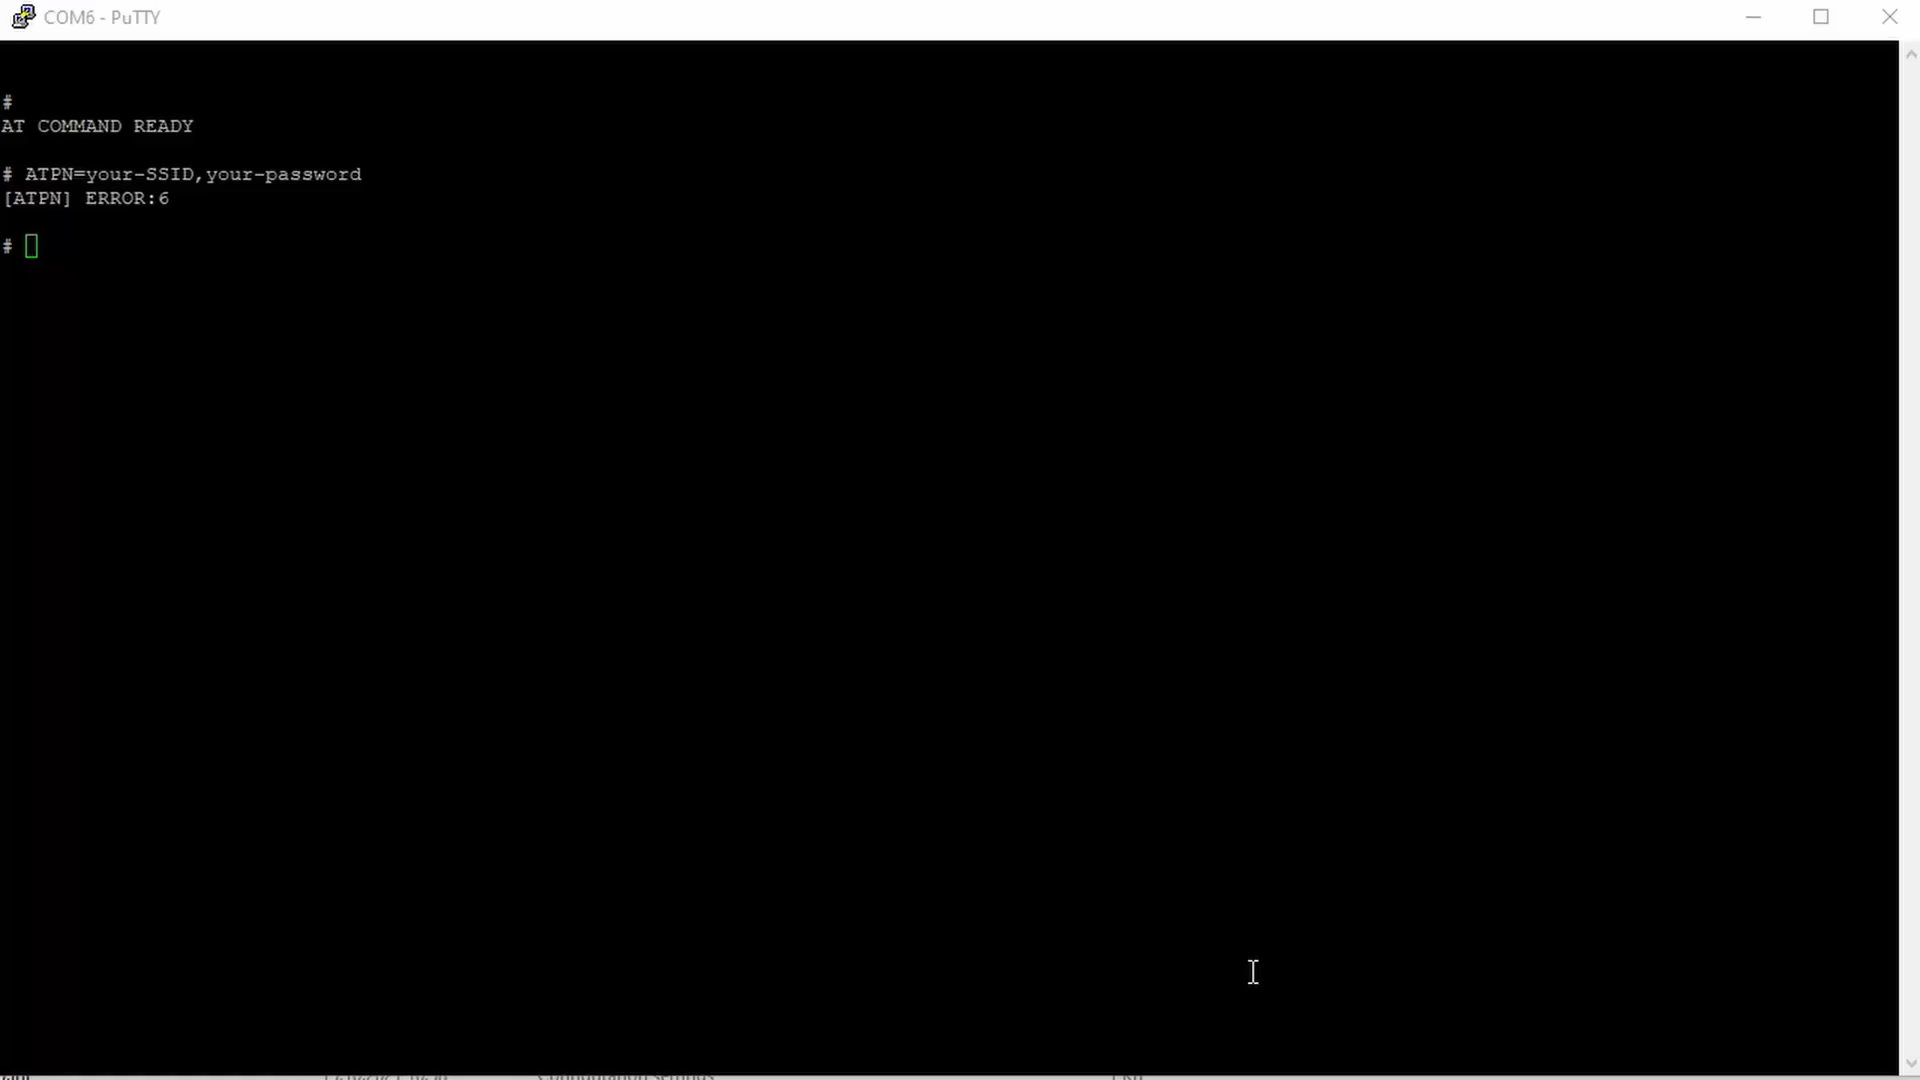 COM6 - PuTTY
#
AT COMMAND READY
# ATPN=your-SSID,your-password
[ATPN] ERROR:6
#